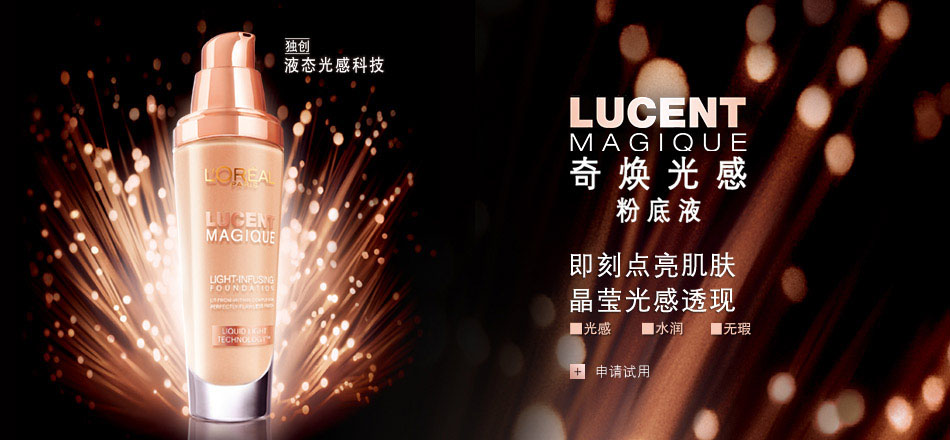 独创
液态光感科技
L'ORÉAL
PARIS
LUCENT
MAGIQUE
LIGHT-INFUSING
FOUNDATION
LIQUID LIGHT
TECHNOLOGY™
LUCENT
MAGIQUE
奇焕光感
粉底液
即刻点亮肌肤
晶莹光感透现
光感 水润 无瑕
+ 申请试用